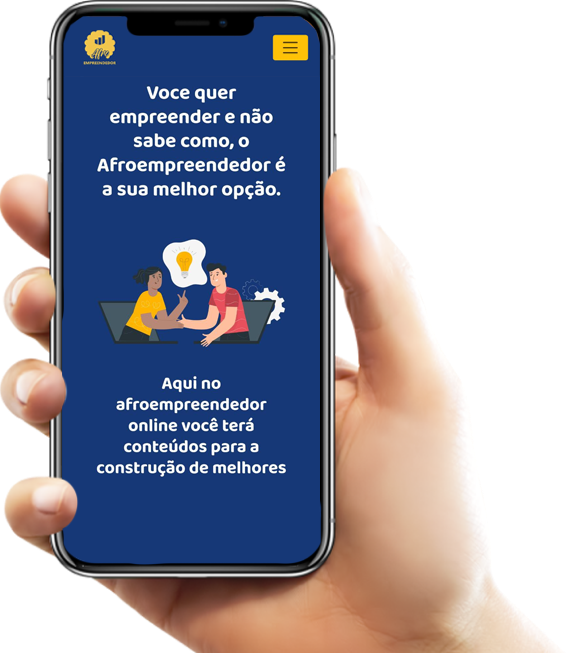 Afro
EMPREENDEDOR
Voce quer
empreender e não
sabe como, o
Afroempreendedor é
a sua melhor opção.
Aqui no
afroempreendedor
online você terá
conteúdos para a
construção de melhores